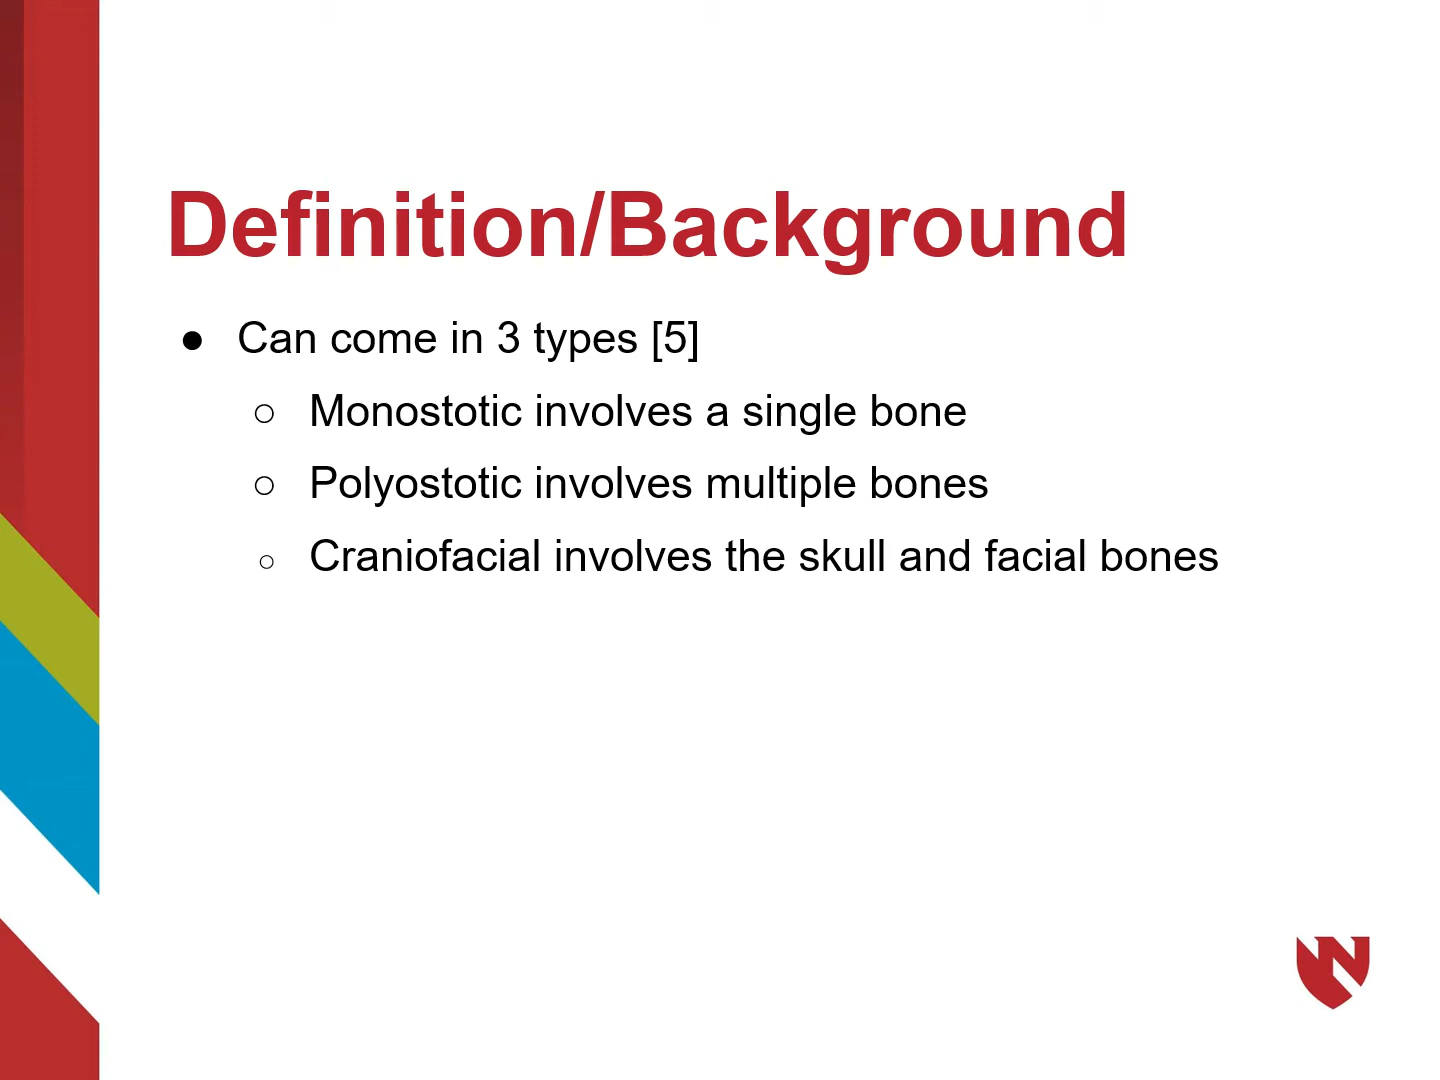 Definition/Background
● Can come in 3 types [5]
○ Monostotic involves a single bone
○ Polyostotic involves multiple bones
○ Craniofacial involves the skull and facial bones